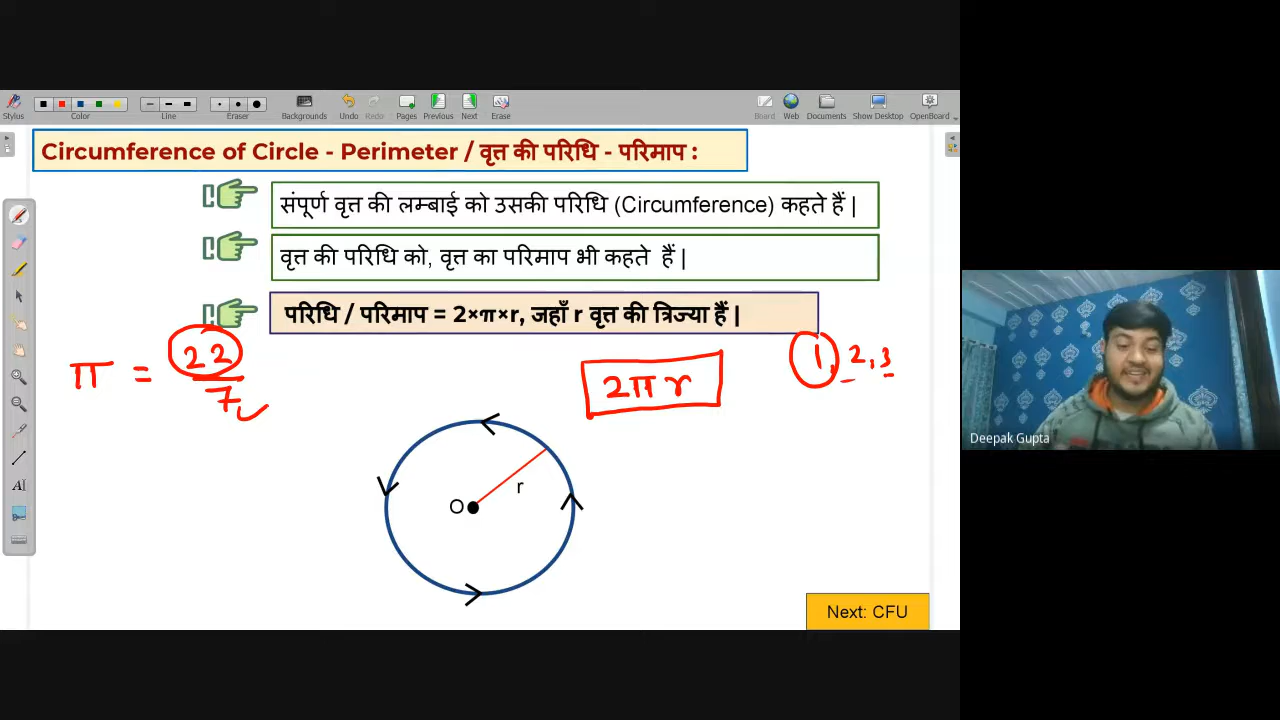 Stylus Color Line Eraser Backgrounds Undo Redo Pages Previous Next Erase Board Web Documents Show Desktop OpenBoard
Circumference of Circle - Perimeter / वृत्त की परिधि - परिमाप :
संपूर्ण वृत्त की लम्बाई को उसकी परिधि (Circumference) कहते हैं |
वृत्त की परिधि को, वृत्त का परिमाप भी कहते हैं |
परिधि / परिमाप = 2×π×r, जहाँ r वृत्त की त्रिज्या हैं |
π = 22/7
2πr
1, 2, 3
Deepak Gupta
r
O
Next: CFU